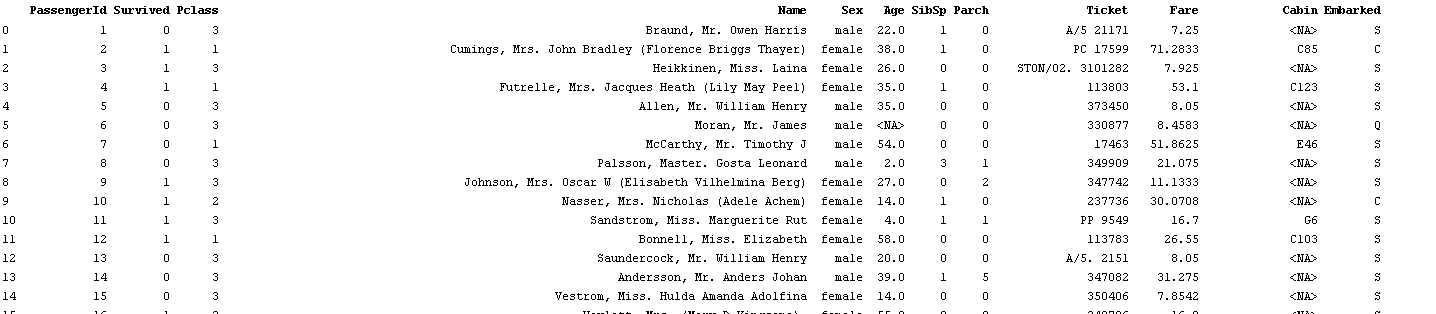 PassengerId Survived Pclass Name Sex Age SibSp Parch Ticket Fare Cabin Embarked
0 1 0 3 Braund, Mr. Owen Harris male 22.0 1 0 A/5 21171 7.25 <NA> S
1 2 1 1 Cumings, Mrs. John Bradley (Florence Briggs Thayer) female 38.0 1 0 PC 17599 71.2833 C85 C
2 3 1 3 Heikkinen, Miss. Laina female 26.0 0 0 STON/O2. 3101282 7.925 <NA> S
3 4 1 1 Futrelle, Mrs. Jacques Heath (Lily May Peel) female 35.0 1 0 113803 53.1 C123 S
4 5 0 3 Allen, Mr. William Henry male 35.0 0 0 373450 8.05 <NA> S
5 6 0 3 Moran, Mr. James male <NA> 0 0 330877 8.4583 <NA> Q
6 7 0 1 McCarthy, Mr. Timothy J male 54.0 0 0 17463 51.8625 E46 S
7 8 0 3 Palsson, Master. Gosta Leonard male 2.0 3 1 349909 21.075 <NA> S
8 9 1 3 Johnson, Mrs. Oscar W (Elisabeth Vilhelmina Berg) female 27.0 0 2 347742 11.1333 <NA> S
9 10 1 2 Nasser, Mrs. Nicholas (Adele Achem) female 14.0 1 0 237736 30.0708 <NA> C
10 11 1 3 Sandstrom, Miss. Marguerite Rut female 4.0 1 1 PP 9549 16.7 G6 S
11 12 1 1 Bonnell, Miss. Elizabeth female 58.0 0 0 113783 26.55 C103 S
12 13 0 3 Saundercock, Mr. William Henry male 20.0 0 0 A/5. 2151 8.05 <NA> S
13 14 0 3 Andersson, Mr. Anders Johan male 39.0 1 5 347082 31.275 <NA> S
14 15 0 3 Vestrom, Miss. Hulda Amanda Adolfina female 14.0 0 0 350406 7.8542 <NA> S